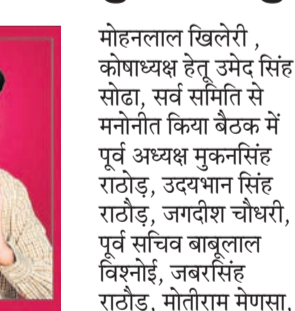 मोहनलाल खिलेरी ,
कोषाध्यक्ष हेतू उमेद सिंह
सोढा, सर्व समिति से
मनोनीत किया बैठक में
पूर्व अध्यक्ष मुकनसिंह
राठोड़, उदयभान सिंह
राठौड़, जगदीश चौधरी,
पूर्व सचिव बाबूलाल
विश्नोई, जबरसिंह
राठौड़, मोतीराम मेणसा,